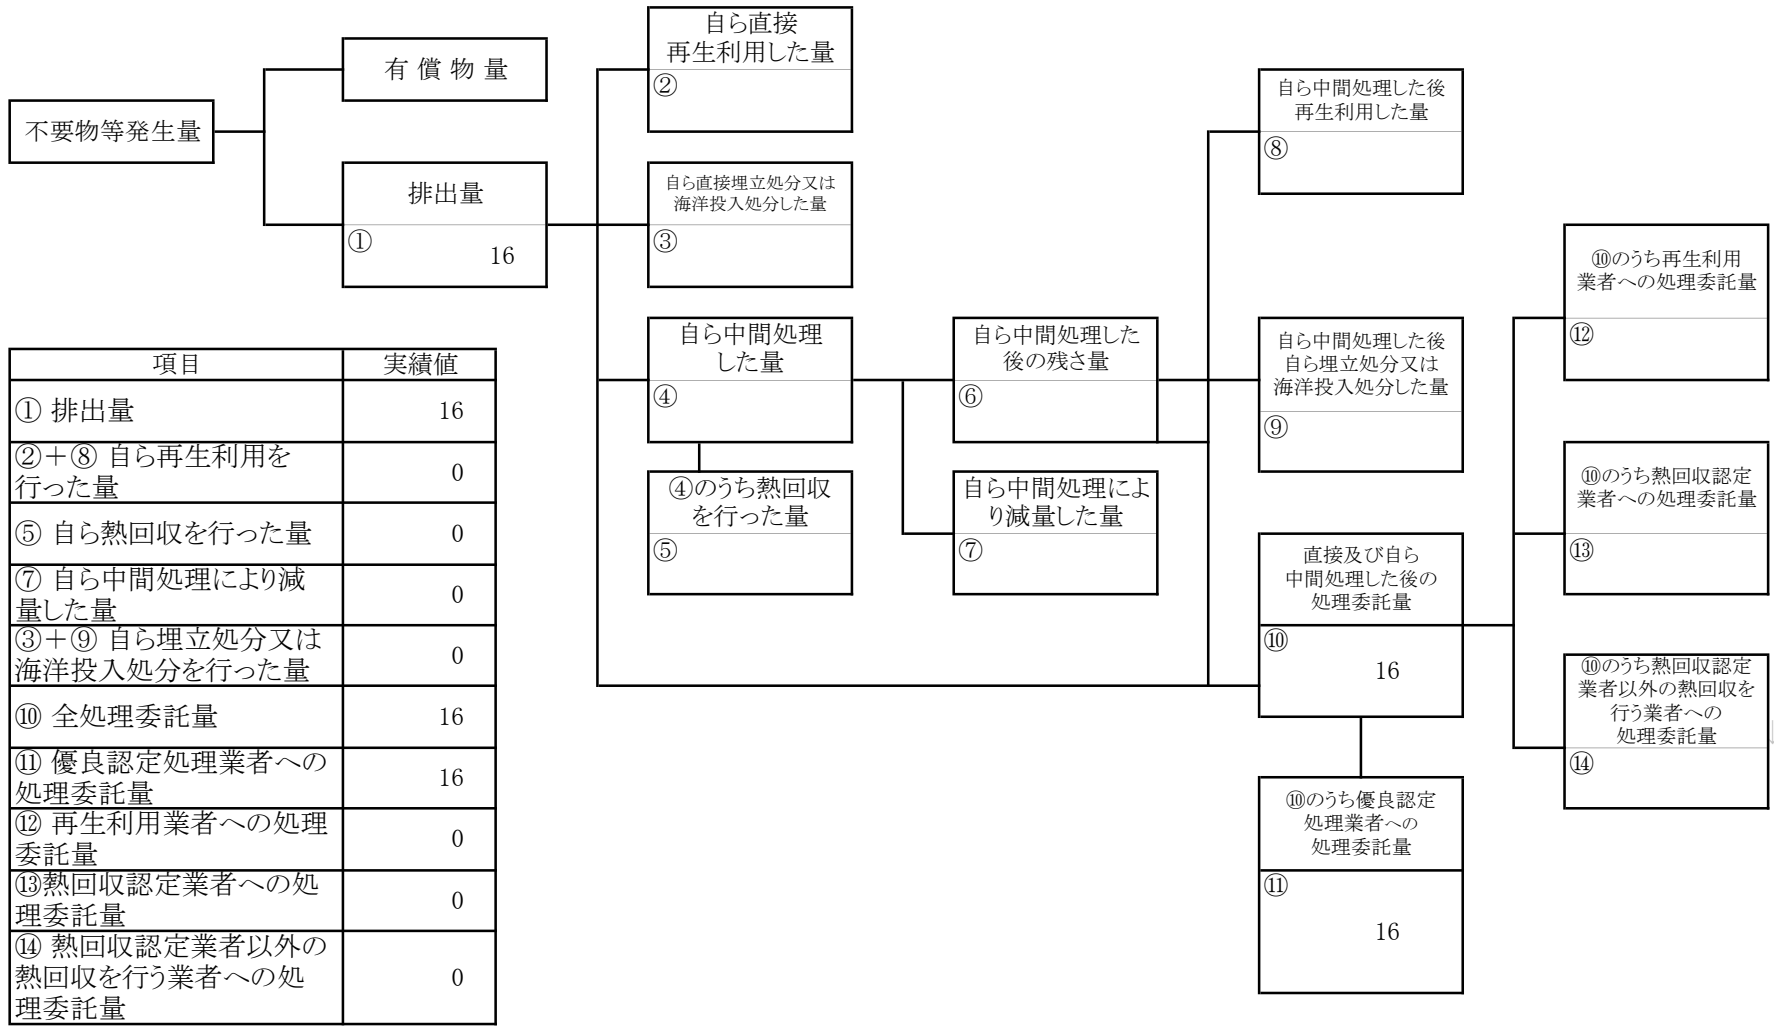 自ら直接
再生利用した量
②
有 償 物 量
不要物等発生量
排出量
①
16
自ら直接埋立処分又は
海洋投入処分した量
③
自ら中間処理した後
再生利用した量
⑧
⑩のうち再生利用
業者への処理委託量
⑫
自ら中間処理
した量
④
自ら中間処理した
後の残さ量
⑥
自ら中間処理した後
自ら埋立処分又は
海洋投入処分した量
⑨
④のうち熱回収
を行った量
⑤
自ら中間処理によ
り減量した量
⑦
⑩のうち熱回収認定
業者への処理委託量
⑬
直接及び自ら
中間処理した後の
処理委託量
⑩
16
⑩のうち熱回収認定
業者以外の熱回収を
行う業者への
処理委託量
⑭
⑩のうち優良認定
処理業者への
処理委託量
⑪
16
項目 実績値
① 排出量 16
②＋⑧ 自ら再生利用を
行った量 0
⑤ 自ら熱回収を行った量 0
⑦ 自ら中間処理により減
量した量 0
③＋⑨ 自ら埋立処分又は
海洋投入処分を行った量 0
⑩ 全処理委託量 16
⑪ 優良認定処理業者への
処理委託量 16
⑫ 再生利用業者への処理
委託量 0
⑬熱回収認定業者への処
理委託量 0
⑭ 熱回収認定業者以外の
熱回収を行う業者への処 0
理委託量